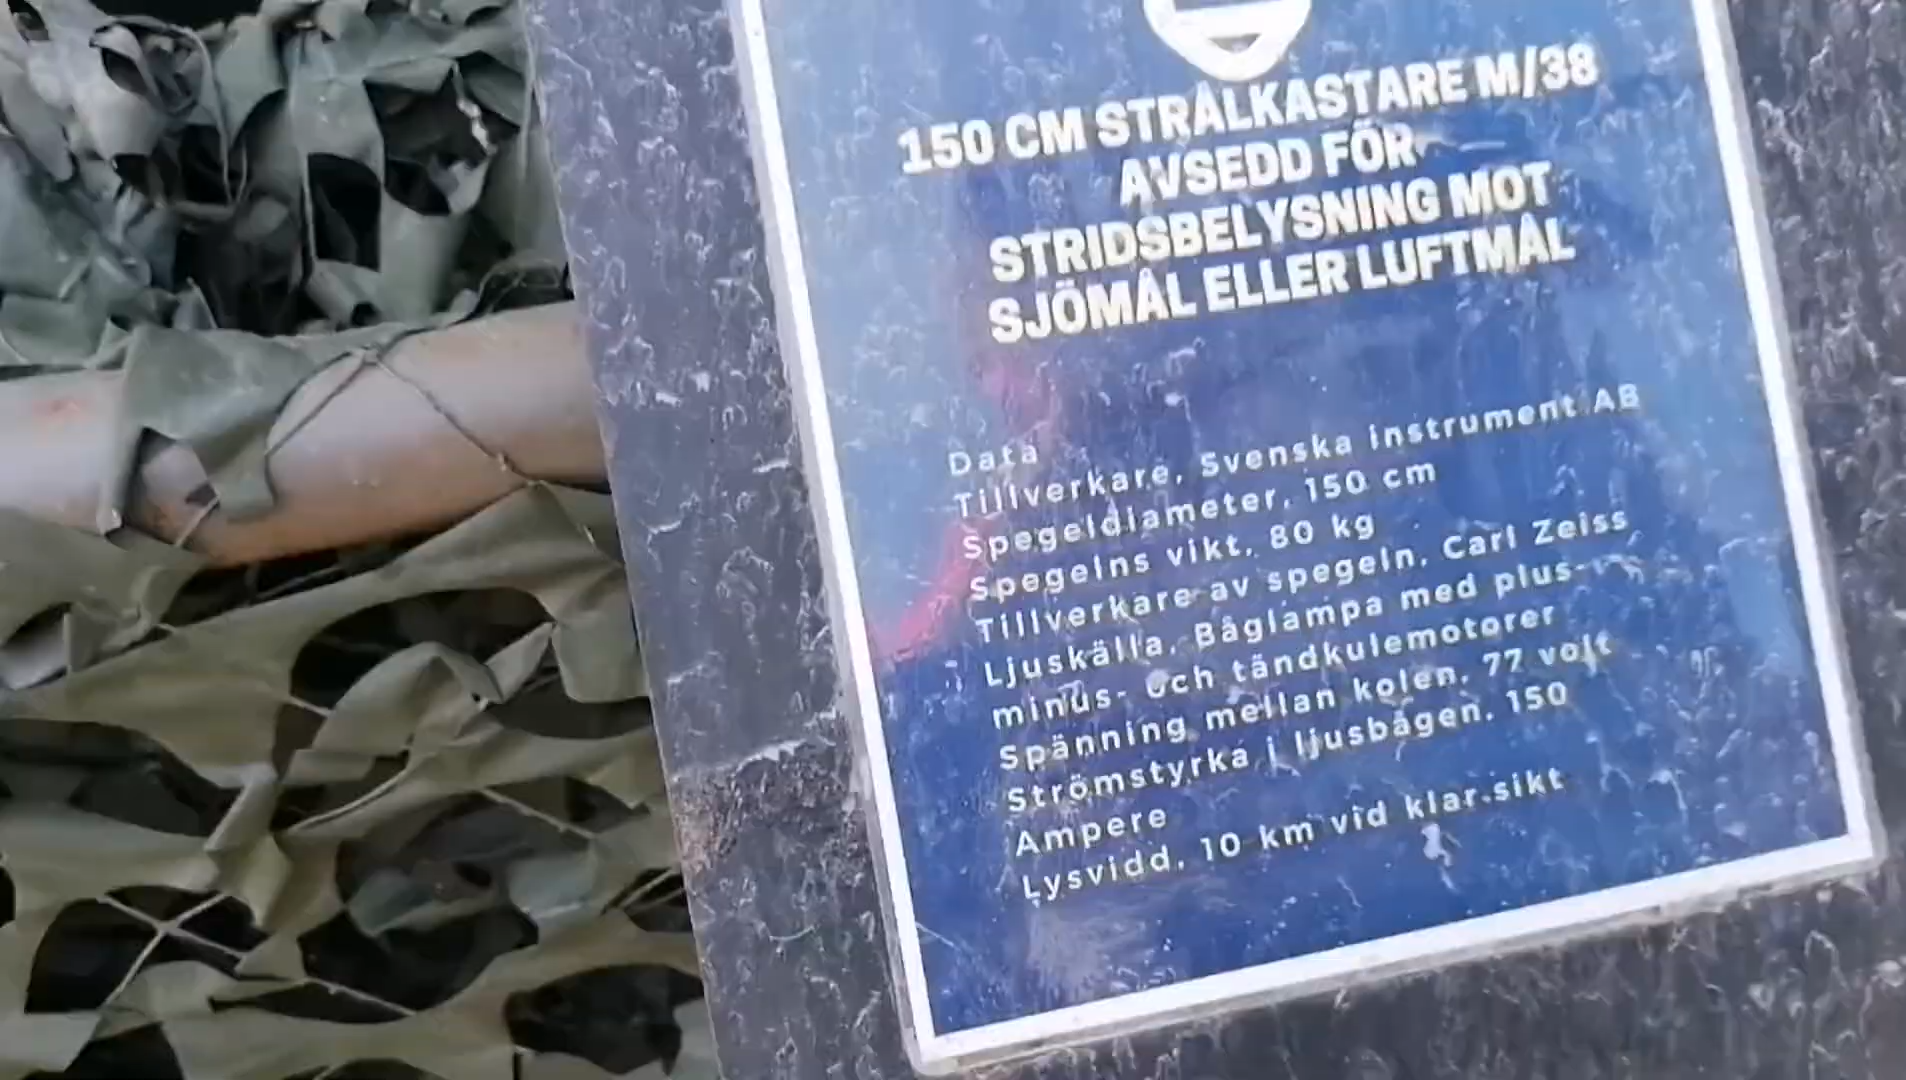 150 CM STRÅLKASTARE M/38
AVSEDD FÖR
STRIDSBELYSNING MOT
SJÖMÅL ELLER LUFTMÅL
Data
Tillverkare, Svenska instrument AB
Spegeldiameter, 150 cm
Spegelns vikt, 80 kg
Tillverkare av spegeln, Carl Zeiss
Ljuskälla, Båglampa med plus-
minus- och tändkulemotorer
Spänning mellan kolen, 77 volt
Strömstyrka i ljusbågen, 150
Ampere
Lysvidd, 10 km vid klar sikt